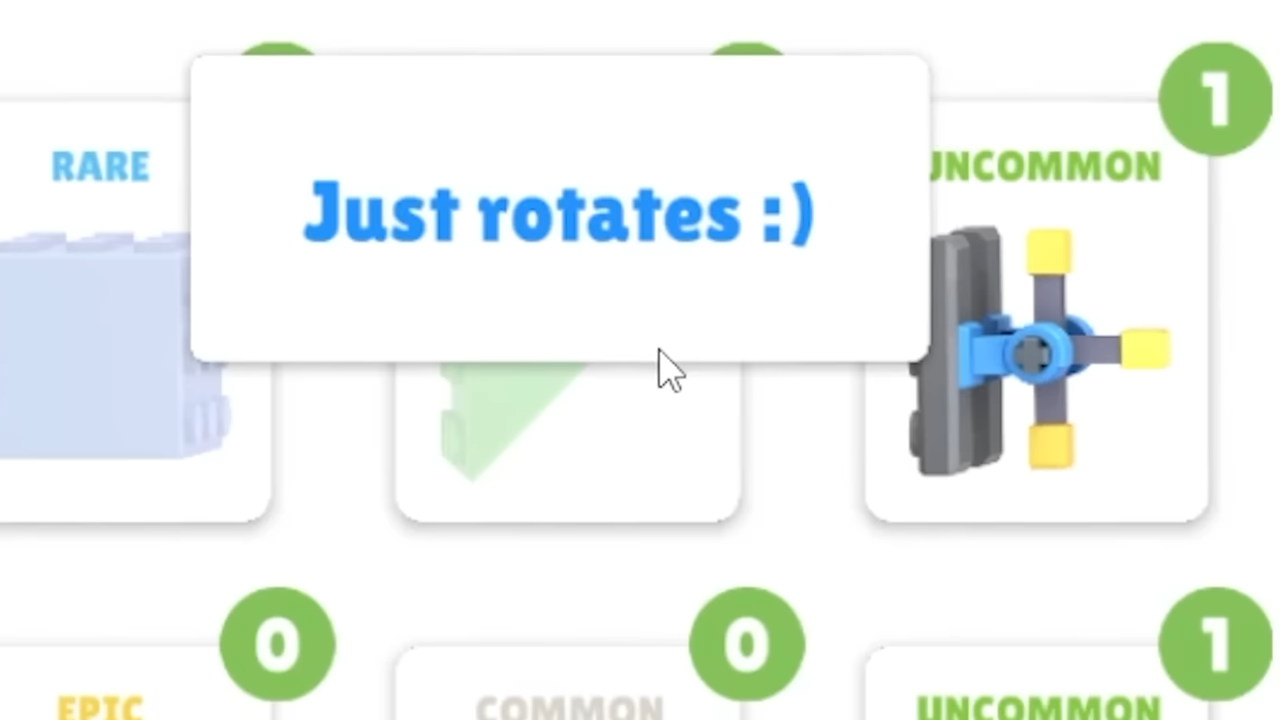 1
RARE
UNCOMMON
Just rotates :)
0
0
1
EPIC
COMMON
UNCOMMON